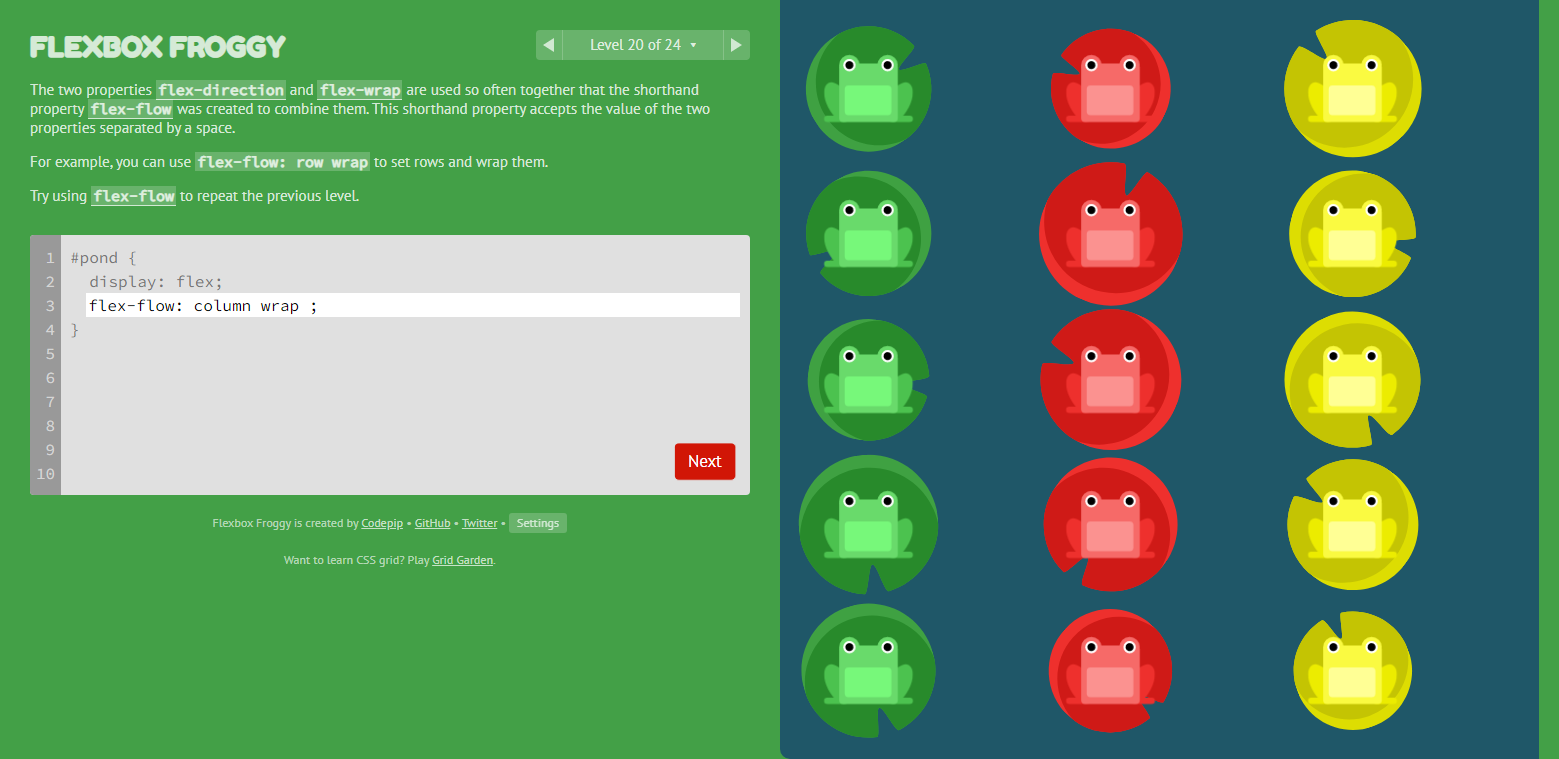 FLEXBOX FROGGY
Level 20 of 24
The two properties flex-direction and flex-wrap are used so often together that the shorthand
property flex-flow was created to combine them. This shorthand property accepts the value of the two
properties separated by a space.
For example, you can use flex-flow: row wrap to set rows and wrap them.
Try using flex-flow to repeat the previous level.
1 #pond {
2 display: flex;
3 flex-flow: column wrap ;
4 }
5
6
7
8
9
10
Next
Flexbox Froggy is created by Codepip • GitHub • Twitter • Settings
Want to learn CSS grid? Play Grid Garden.